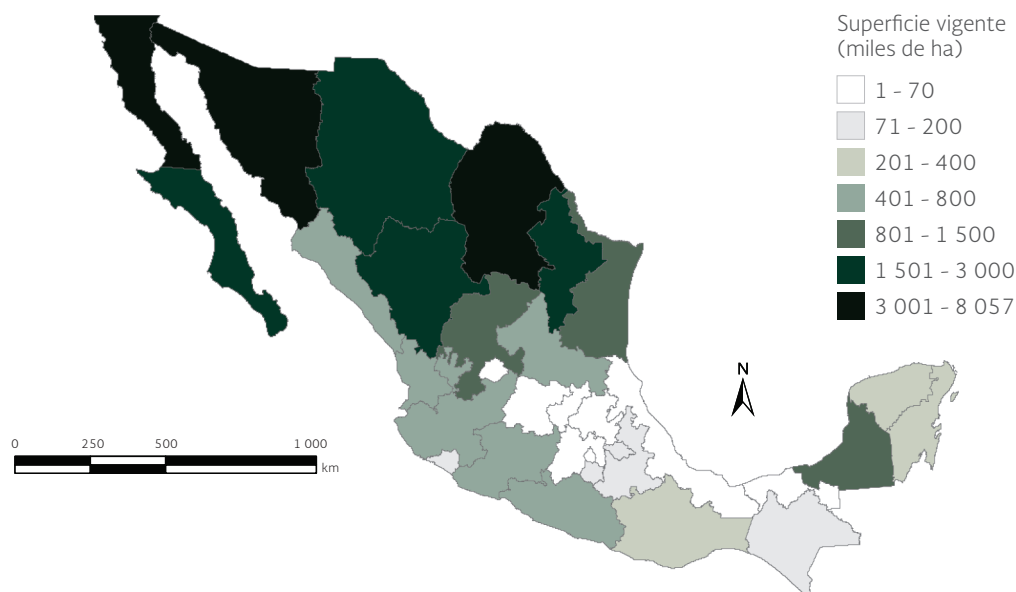 Superficie vigente
(miles de ha)
1 - 70
71 - 200
201 - 400
401 - 800
801 - 1 500
1 501 - 3 000
3 001 - 8 057
N
0 250 500 1 000
km